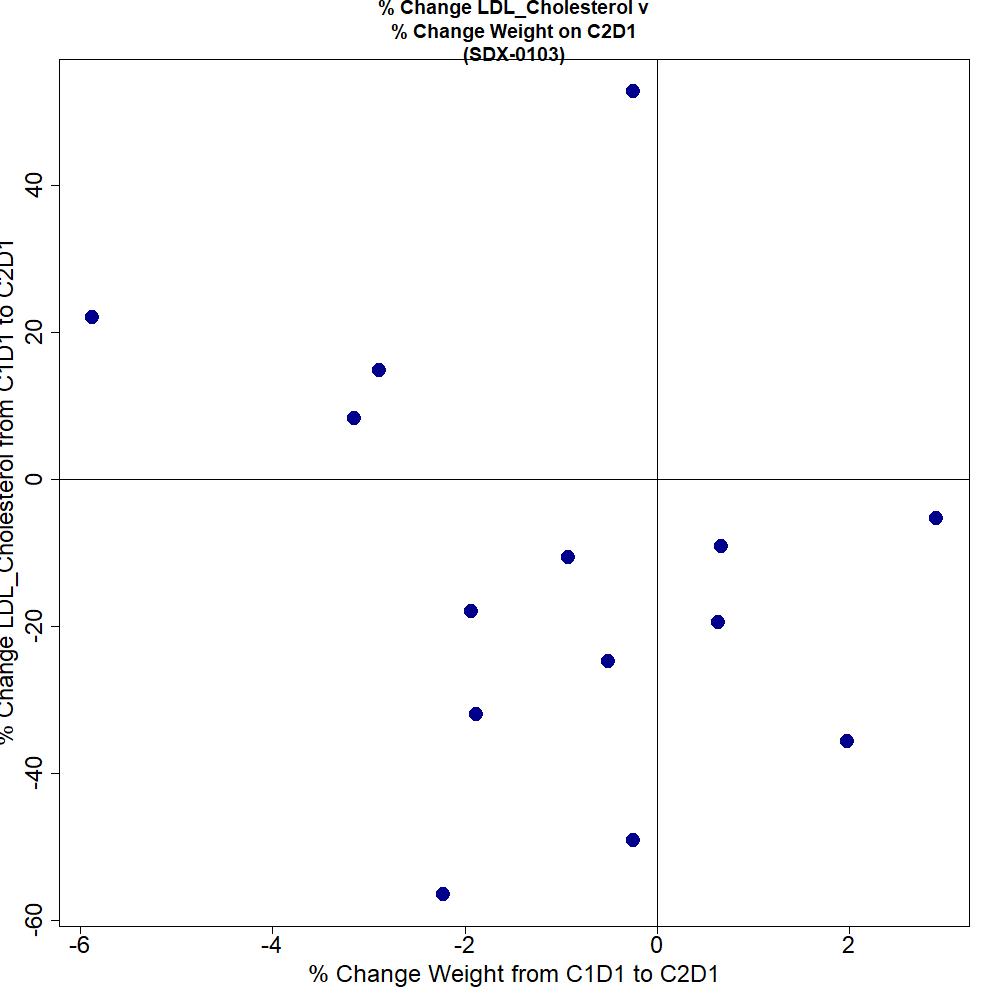 % Change LDL_Cholesterol v
% Change Weight on C2D1
(SDX-0103)
% Change LDL_Cholesterol from C1D1 to C2D1
40
20
0
-20
-40
-60
-6
-4
-2
0
2
% Change Weight from C1D1 to C2D1